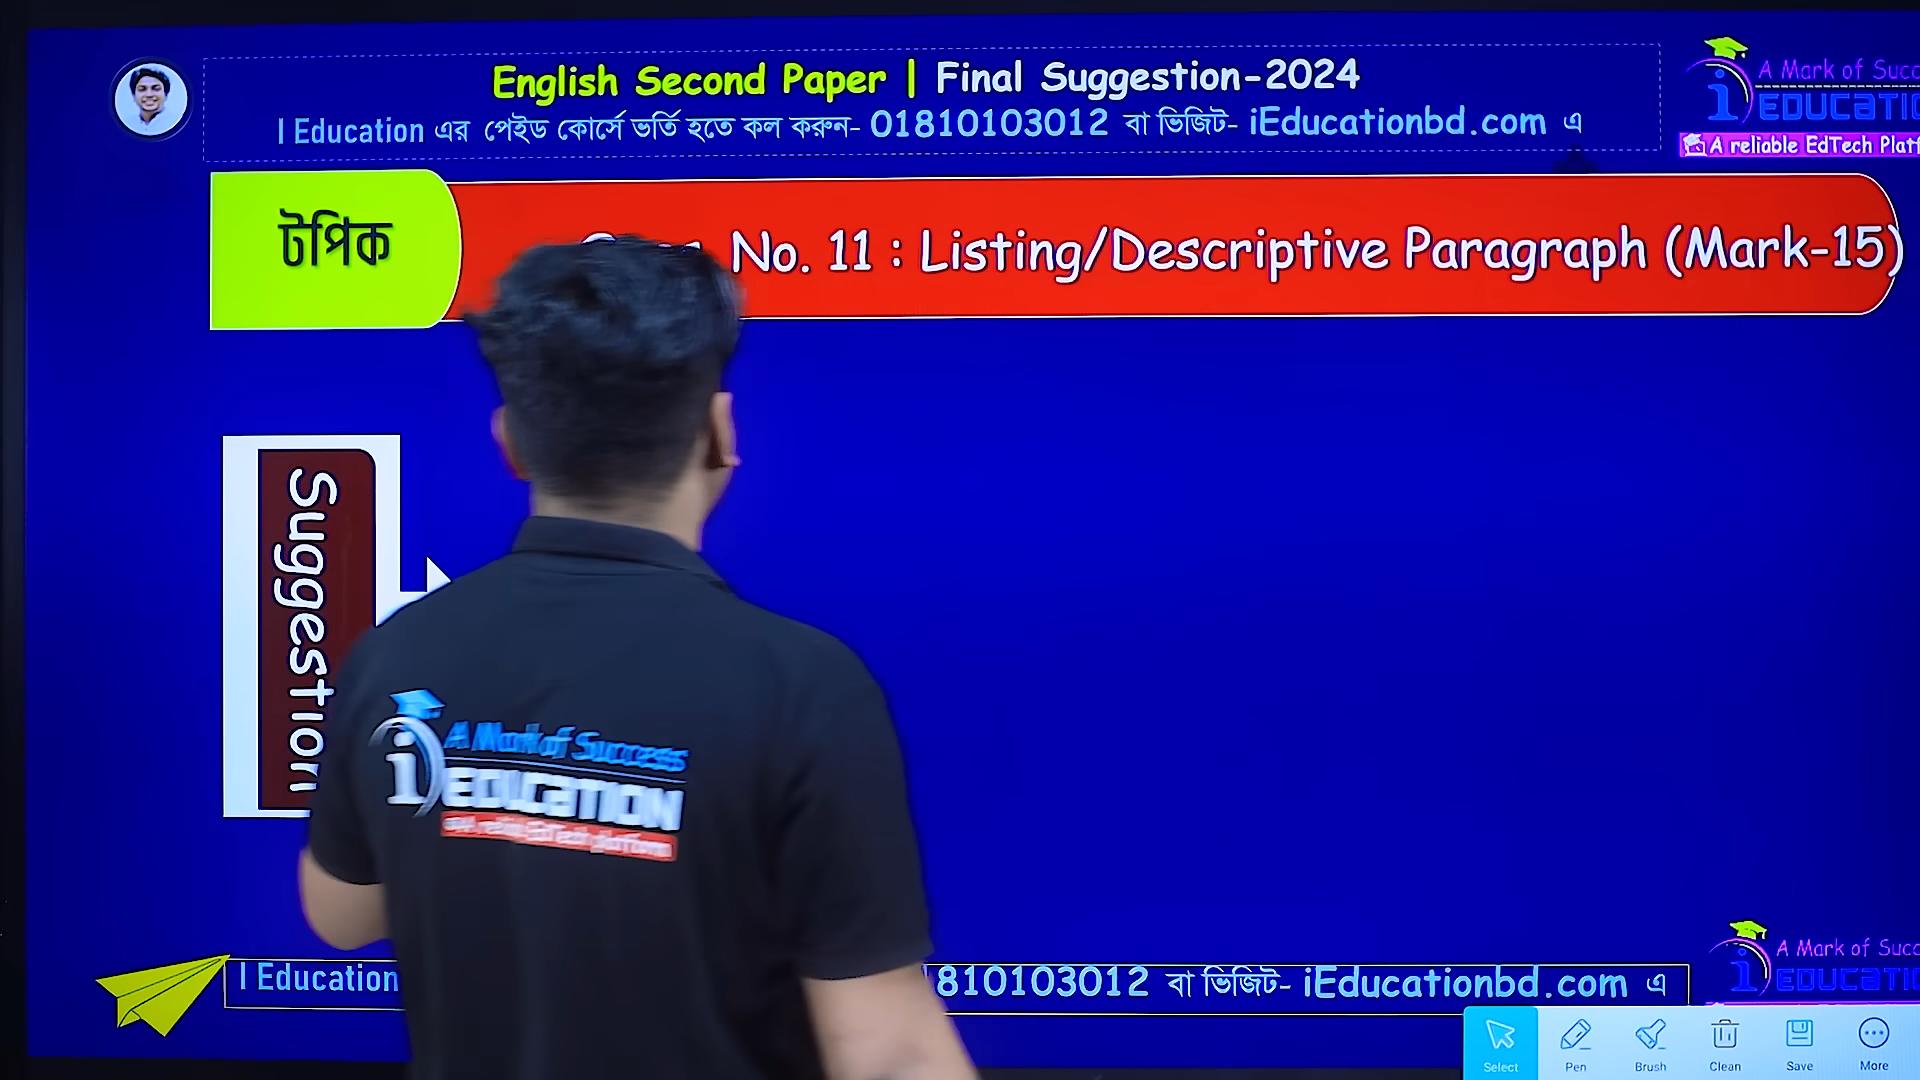 English Second Paper | Final Suggestion-2024
I Education এর পেইড কোর্সে ভর্তি হতে কল করুন- 01810103012 বা ভিজিট- iEducationbd.com এ
A Mark of Succ
i EDUCATIO
A reliable EdTech Platf
টপিক
No. 11 : Listing/Descriptive Paragraph (Mark-15)
Suggestion
A Mark of Success
i EDUCATION
I Education
810103012 বা ভিজিট- iEducationbd.com এ
A Mark of Succ
i EDUCATIO
Select
Pen
Brush
Clean
Save
More